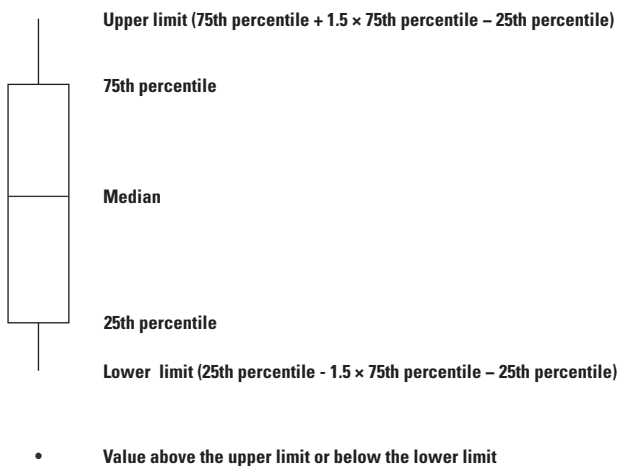 Upper limit (75th percentile + 1.5 × 75th percentile – 25th percentile)
75th percentile
Median
25th percentile
Lower  limit (25th percentile - 1.5 × 75th percentile – 25th percentile)
Value above the upper limit or below the lower limit